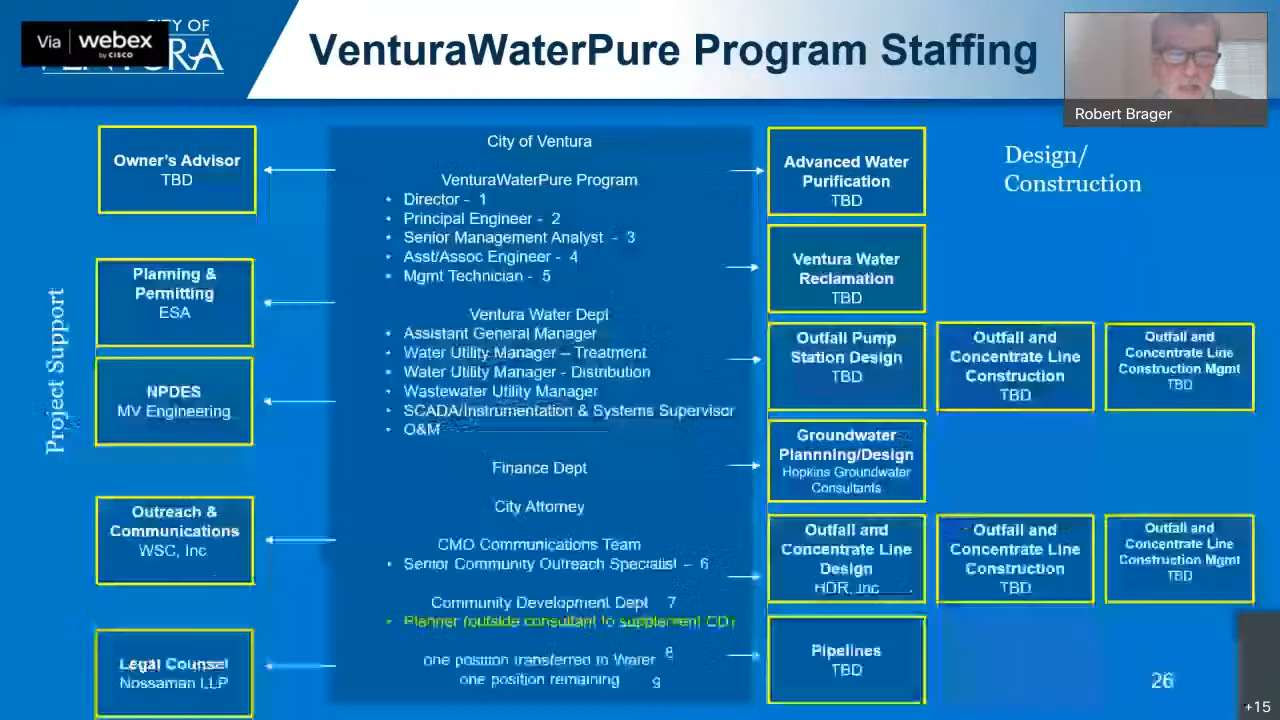 Via webex
by CISCO
CITY OF
VENTURA
VenturaWaterPure Program Staffing
Robert Brager
Project Support
Owner's Advisor
TBD
Planning &
Permitting
ESA
NPDES
MV Engineering
Outreach &
Communications
WSC, Inc
Legal Counsel
Nossaman LLP
City of Ventura
VenturaWaterPure Program
• Director - 1
• Principal Engineer - 2
• Senior Management Analyst - 3
• Asst/Assoc Engineer - 4
• Mgmt Technician - 5
Ventura Water Dept
• Assistant General Manager
• Water Utility Manager – Treatment
• Water Utility Manager - Distribution
• Wastewater Utility Manager
• SCADA/Instrumentation & Systems Supervisor
• O&M
Finance Dept
City Attorney
CMO Communications Team
• Senior Community Outreach Specialist – 6
Community Development Dept 7
• Planner (outside consultant to supplement CD)
one position transferred to Water 8
one position remaining 9
Design/
Construction
Advanced Water
Purification
TBD
Ventura Water
Reclamation
TBD
Outfall Pump
Station Design
TBD
Outfall and
Concentrate Line
Construction
TBD
Outfall and
Concentrate Line
Construction Mgmt
TBD
Groundwater
Plannning/Design
Hopkins Groundwater
Consultants
Outfall and
Concentrate Line
Design
HDR, Inc.
Outfall and
Concentrate Line
Construction
TBD
Outfall and
Concentrate Line
Construction Mgmt
TBD
Pipelines
TBD
26
+15